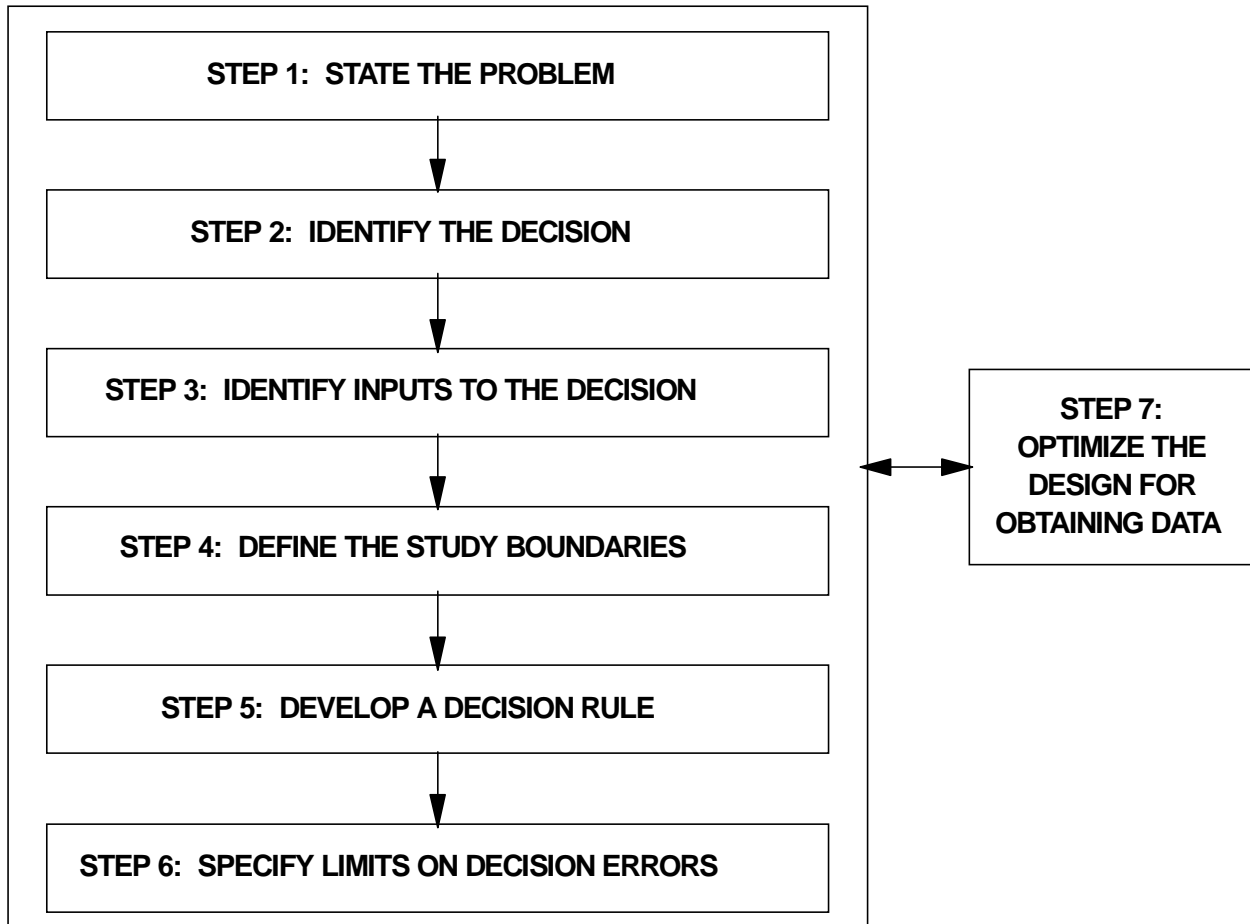 STEP 1: STATE THE PROBLEM
STEP 2: IDENTIFY THE DECISION
STEP 3: IDENTIFY INPUTS TO THE DECISION
STEP 4: DEFINE THE STUDY BOUNDARIES
STEP 5: DEVELOP A DECISION RULE
STEP 6: SPECIFY LIMITS ON DECISION ERRORS
STEP 7:
OPTIMIZE THE
DESIGN FOR
OBTAINING DATA